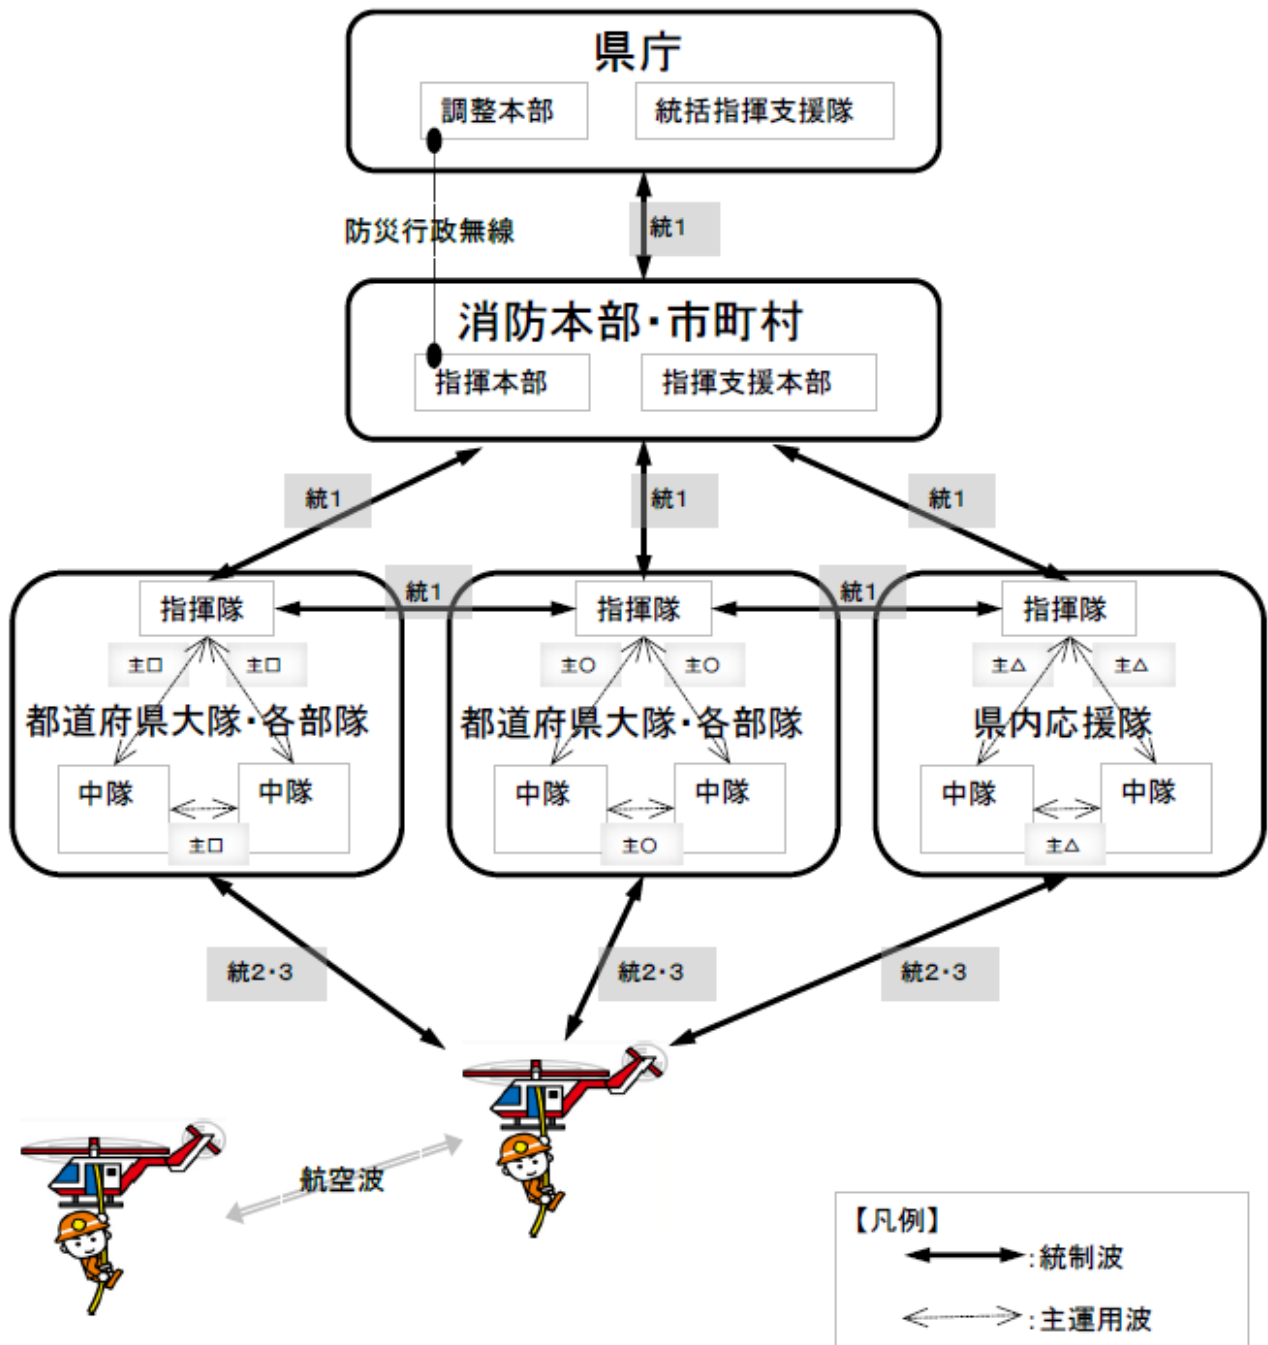 県庁
調整本部
統括指揮支援隊
防災行政無線
統1
消防本部・市町村
指揮本部
指揮支援本部
統1
統1
統1
指揮隊
統1
指揮隊
統1
指揮隊
主□
主□
主○
主○
主△
主△
都道府県大隊・各部隊
都道府県大隊・各部隊
県内応援隊
中隊
中隊
中隊
中隊
中隊
中隊
主□
主○
主△
統2・3
統2・3
統2・3
航空波
【凡例】
:統制波
:主運用波